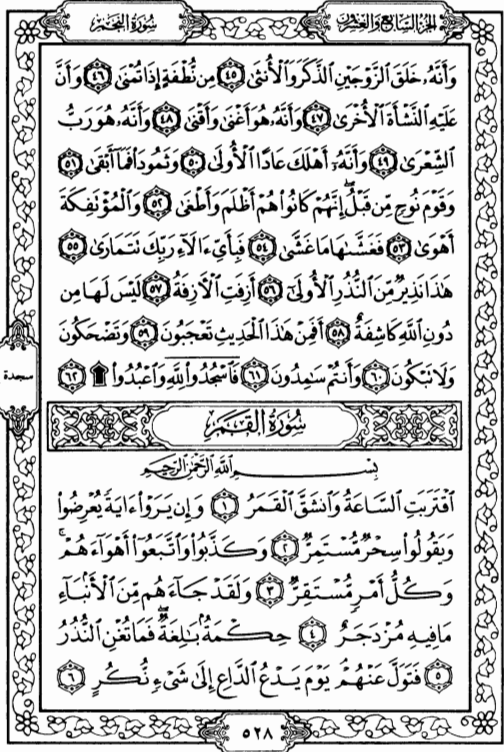 الجزء السابع والعشرون
سورة النجم
وَأَنَّهُۥ خَلَقَ ٱلزَّوْجَيْنِ ٱلذَّكَرَ وَٱلْأُنثَىٰ ٤٥ مِن نُّطْفَةٍ إِذَا تُمْنَىٰ ٤٦ وَأَنَّ
عَلَيْهِ ٱلنَّشْأَةَ ٱلْأُخْرَىٰ ٤٧ وَأَنَّهُۥ هُوَ أَغْنَىٰ وَأَقْنَىٰ ٤٨ وَأَنَّهُۥ هُوَ رَبُّ
ٱلشِّعْرَىٰ ٤٩ وَأَنَّهُۥٓ أَهْلَكَ عَادًا ٱلْأُولَىٰ ٥٠ وَثَمُودَا۟ فَمَآ أَبْقَىٰ ٥١
وَقَوْمَ نُوحٍ مِّن قَبْلُ ۖ إِنَّهُمْ كَانُوا۟ هُمْ أَظْلَمَ وَأَطْغَىٰ ٥٢ وَٱلْمُؤْتَفِكَةَ
أَهْوَىٰ ٥٣ فَغَشَّىٰهَا مَا غَشَّىٰ ٥٤ فَبِأَىِّ ءَالَآءِ رَبِّكَ تَتَمَارَىٰ ٥٥
هَٰذَا نَذِيرٌ مِّنَ ٱلنُّذُرِ ٱلْأُولَىٰٓ ٥٦ أَزِفَتِ ٱلْءَازِفَةُ ٥٧ لَيْسَ لَهَا مِن
دُونِ ٱللَّهِ كَاشِفَةٌ ٥٨ أَفَمِنْ هَٰذَا ٱلْحَدِيثِ تَعْجَبُونَ ٥٩ وَتَضْحَكُونَ
وَلَا تَبْكُونَ ٦٠ وَأَنتُمْ سَٰمِدُونَ ٦١ فَٱسْجُدُوا۟ لِلَّهِ وَٱعْبُدُوا۟ ۩ ٦٢
سجدة
سورة القمر
بِسْمِ ٱللَّهِ ٱلرَّحْمَٰنِ ٱلرَّحِيمِ
ٱقْتَرَبَتِ ٱلسَّاعَةُ وَٱنشَقَّ ٱلْقَمَرُ ١ وَإِن يَرَوْا۟ ءَايَةً يُعْرِضُوا۟
وَيَقُولُوا۟ سِحْرٌ مُّسْتَمِرٌّ ٢ وَكَذَّبُوا۟ وَٱتَّبَعُوٓا۟ أَهْوَآءَهُمْ ۚ
وَكُلُّ أَمْرٍ مُّسْتَقِرٌّ ٣ وَلَقَدْ جَآءَهُم مِّنَ ٱلْأَنۢبَآءِ
مَا فِيهِ مُزْدَجَرٌ ٤ حِكْمَةٌۢ بَٰلِغَةٌ ۖ فَمَا تُغْنِ ٱلنُّذُرُ
٥ فَتَوَلَّ عَنْهُمْ ۘ يَوْمَ يَدْعُ ٱلدَّاعِ إِلَىٰ شَىْءٍ نُّكُرٍ ٦
٥٢٨